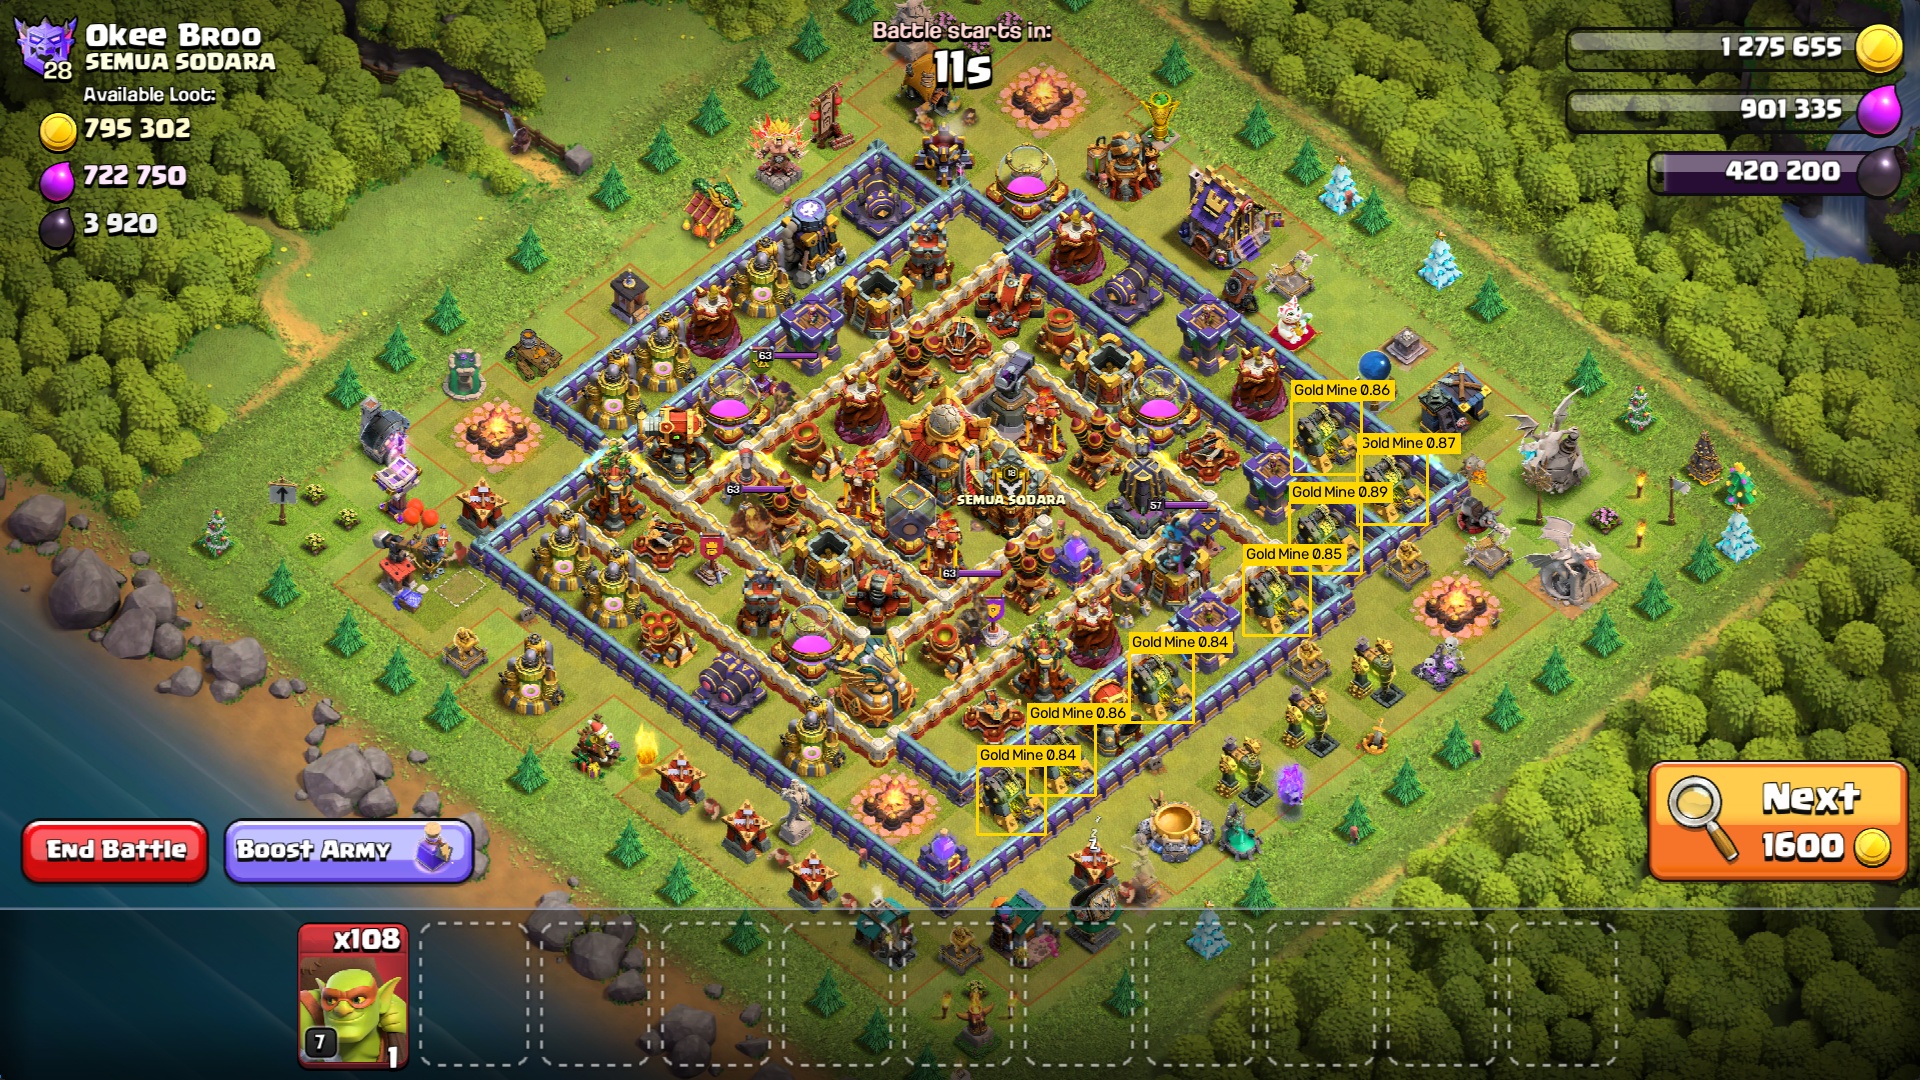 28
Okee Broo
SEMUA SODARA
Available Loot:
795 302
722 750
3 920
Battle starts in:
11s
1 275 655
901 335
420 200
63
63
63
57
18
SEMUA SODARA
Gold Mine 0.86
Gold Mine 0.87
Gold Mine 0.89
Gold Mine 0.85
Gold Mine 0.84
Gold Mine 0.86
Gold Mine 0.84
End Battle
Boost Army
Next
1600
x108
7
1